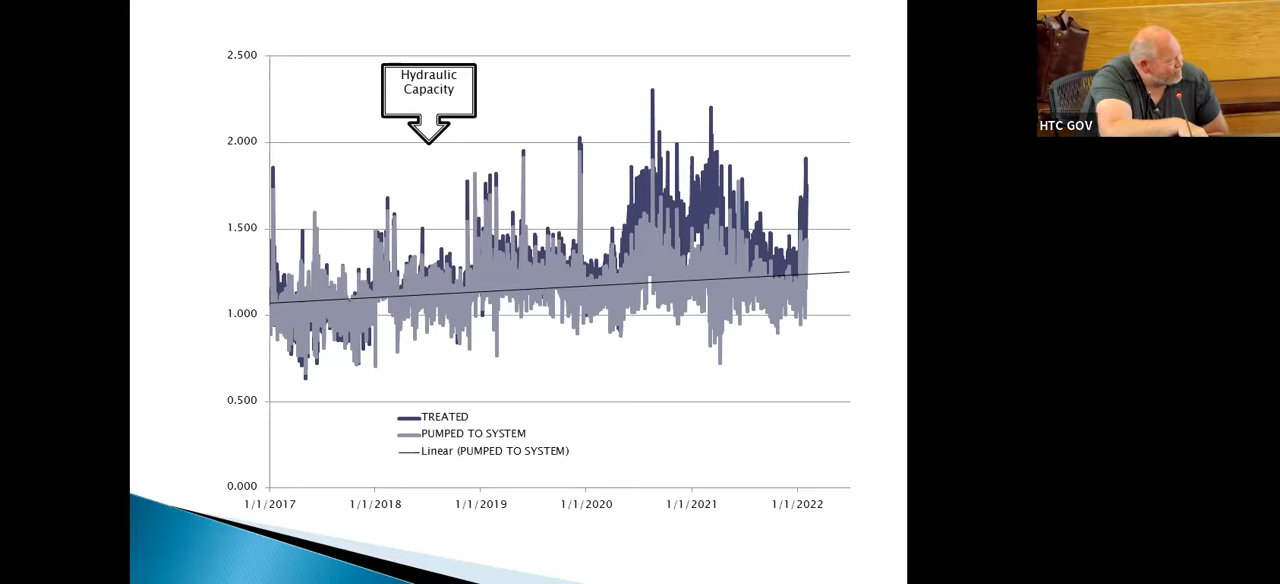 2.500
Hydraulic
Capacity
2.000
1.500
1.000
0.500
TREATED
PUMPED TO SYSTEM
Linear (PUMPED TO SYSTEM)
0.000
1/1/2017 1/1/2018 1/1/2019 1/1/2020 1/1/2021 1/1/2022
HTC GOV